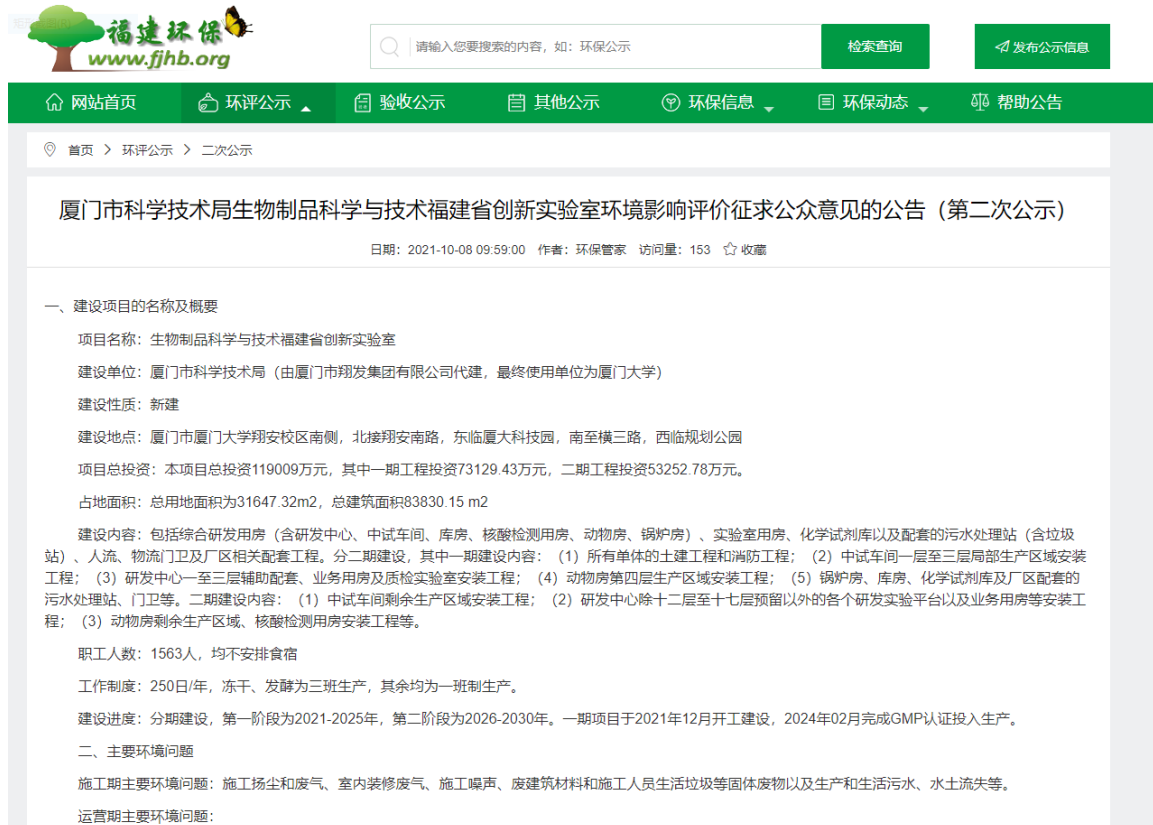 福建环保
www.fjhb.org
请输入您要搜索的内容，如：环保公示
检索查询
发布公示信息
网站首页
环评公示
验收公示
其他公示
环保信息
环保动态
帮助公告
首页 > 环评公示 > 二次公示
厦门市科学技术局生物制品科学与技术福建省创新实验室环境影响评价征求公众意见的公告（第二次公示）
日期：2021-10-08 09:59:00 作者：环保管家 访问量：153 收藏
一、建设项目的名称及概要
项目名称：生物制品科学与技术福建省创新实验室
建设单位：厦门市科学技术局（由厦门市翔发集团有限公司代建，最终使用单位为厦门大学）
建设性质：新建
建设地点：厦门市厦门大学翔安校区南侧，北接翔安南路，东临厦大科技园，南至横三路，西临规划公园
项目总投资：本项目总投资119009万元，其中一期工程投资73129.43万元，二期工程投资53252.78万元。
占地面积：总用地面积为31647.32m2，总建筑面积83830.15 m2
建设内容：包括综合研发用房（含研发中心、中试车间、库房、核酸检测用房、动物房、锅炉房）、实验室用房、化学试剂库以及配套的污水处理站（含垃圾
站）、人流、物流门卫及厂区相关配套工程。分二期建设，其中一期建设内容：（1）所有单体的土建工程和消防工程；（2）中试车间一层至三层局部生产区域安装
工程；（3）研发中心一至三层辅助配套、业务用房及质检实验室安装工程；（4）动物房第四层生产区域安装工程；（5）锅炉房、库房、化学试剂库及厂区配套的
污水处理站、门卫等。二期建设内容：（1）中试车间剩余生产区域安装工程；（2）研发中心除十二层至十七层预留以外的各个研发实验平台以及业务用房等安装工
程；（3）动物房剩余生产区域、核酸检测用房安装工程等。
职工人数：1563人，均不安排食宿
工作制度：250日/年，冻干、发酵为三班生产，其余均为一班制生产。
建设进度：分期建设，第一阶段为2021-2025年，第二阶段为2026-2030年。一期项目于2021年12月开工建设，2024年02月完成GMP认证投入生产。
二、主要环境问题
施工期主要环境问题：施工扬尘和废气、室内装修废气、施工噪声、废建筑材料和施工人员生活垃圾等固体废物以及生产和生活污水、水土流失等。
运营期主要环境问题：